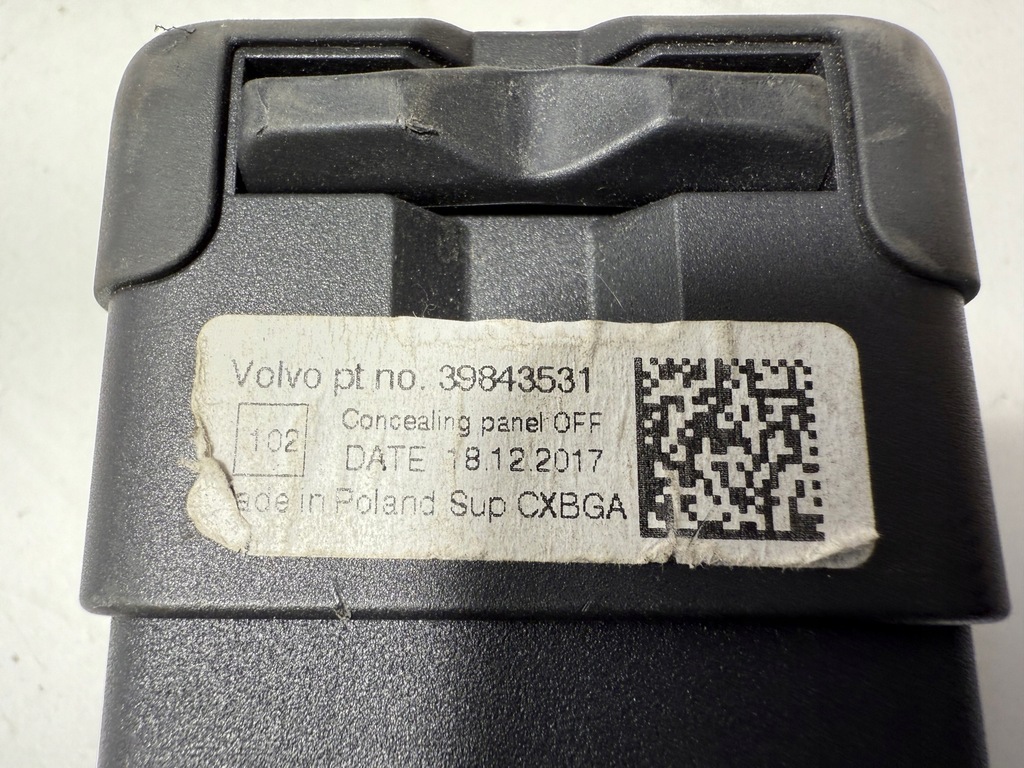 Volvo pt no. 39843531
102
Concealing panel OFF
DATE 18.12.2017
ade in Poland Sup CXBGA